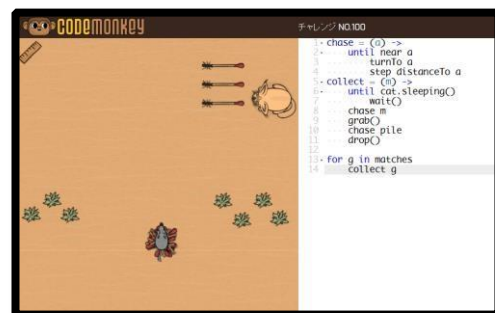 CODEMONKEY
チャレンジ NO.100
1 chase = (a) ->
2 until near a
3 turnTo a
4 step distanceTo a
5 collect = (m) ->
6 until cat.sleeping()
7 wait()
8 chase m
9 grab()
10 chase pile
11 drop()
12
13 for g in matches
14 collect g